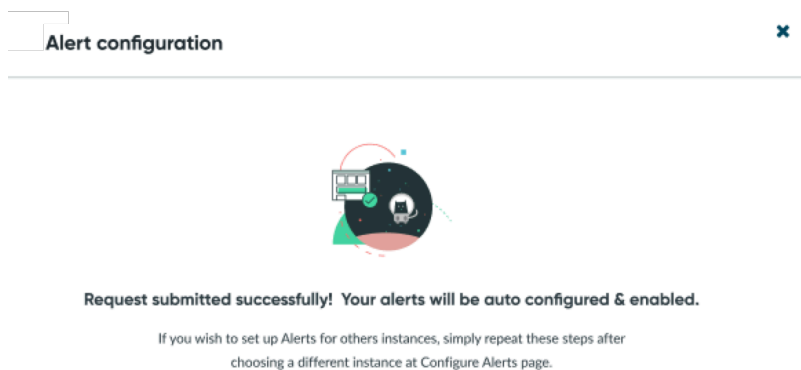 Alert configuration
Request submitted successfully! Your alerts will be auto configured & enabled.
If you wish to set up Alerts for others instances, simply repeat these steps after
choosing a different instance at Configure Alerts page.